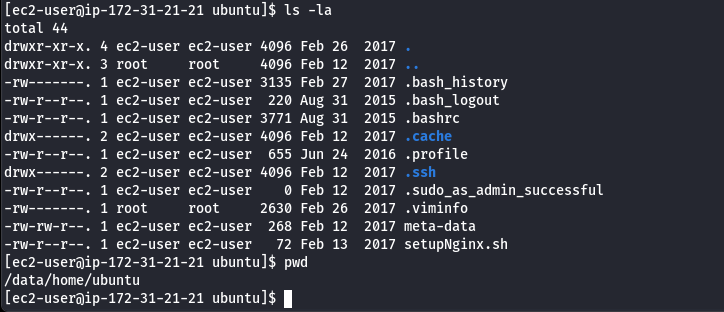 [ec2-user@ip-172-31-21-21 ubuntu]$ ls -la
total 44
drwxr-xr-x. 4 ec2-user ec2-user 4096 Feb 26  2017 .
drwxr-xr-x. 3 root     root     4096 Feb 12  2017 ..
-rw-------. 1 ec2-user ec2-user 3135 Feb 27  2017 .bash_history
-rw-r--r--. 1 ec2-user ec2-user  220 Aug 31  2015 .bash_logout
-rw-r--r--. 1 ec2-user ec2-user 3771 Aug 31  2015 .bashrc
drwx------. 2 ec2-user ec2-user 4096 Feb 12  2017 .cache
-rw-r--r--. 1 ec2-user ec2-user  655 Jun 24  2016 .profile
drwx------. 2 ec2-user ec2-user 4096 Feb 12  2017 .ssh
-rw-r--r--. 1 ec2-user ec2-user    0 Feb 12  2017 .sudo_as_admin_successful
-rw-------. 1 root     root     2630 Feb 26  2017 .viminfo
-rw-rw-r--. 1 ec2-user ec2-user  268 Feb 12  2017 meta-data
-rw-r--r--. 1 ec2-user ec2-user   72 Feb 13  2017 setupNginx.sh
[ec2-user@ip-172-31-21-21 ubuntu]$ pwd
/data/home/ubuntu
[ec2-user@ip-172-31-21-21 ubuntu]$